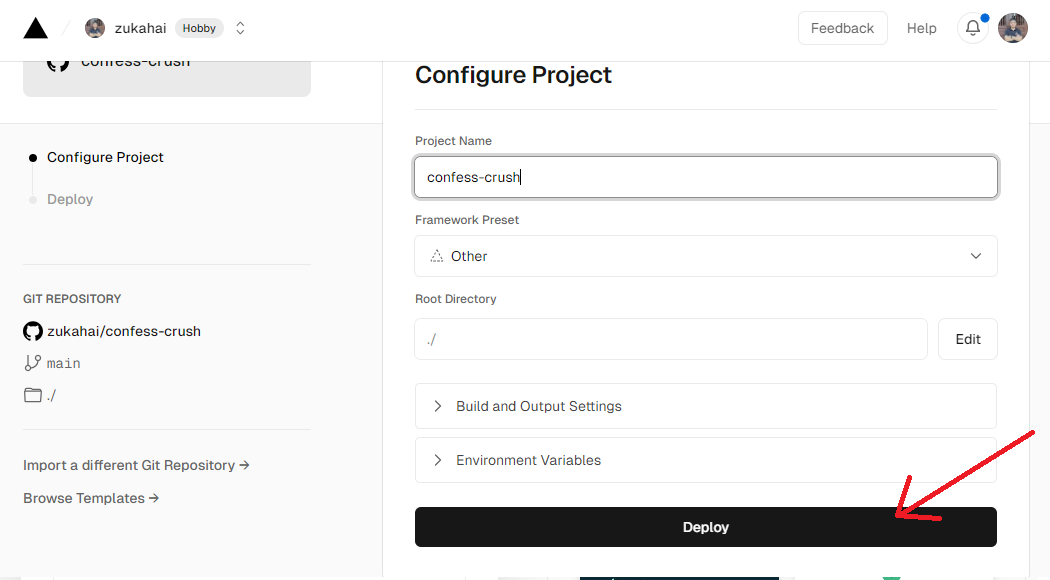 zukahai Hobby
Feedback Help
confess-crush
Configure Project
Deploy
GIT REPOSITORY
zukahai/confess-crush
main
./
Import a different Git Repository →
Browse Templates →
Configure Project
Project Name
confess-crush
Framework Preset
Other
Root Directory
./ Edit
Build and Output Settings
Environment Variables
Deploy